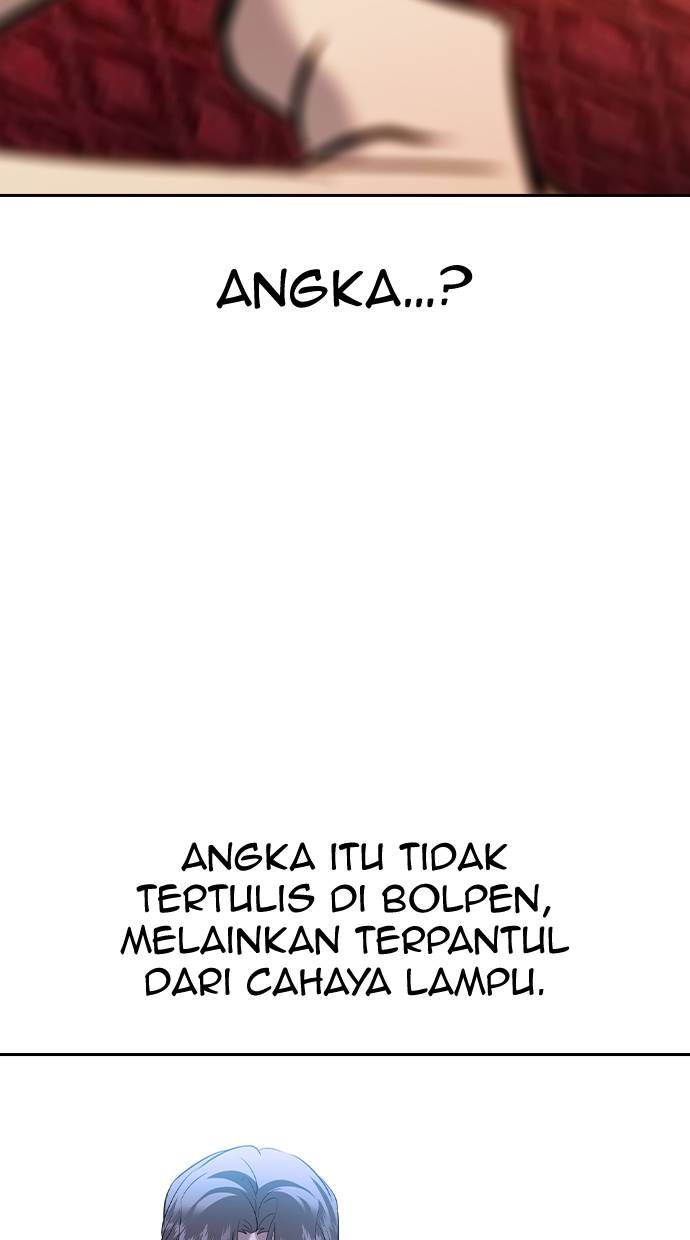 ANGKA...?
ANGKA ITU TIDAK
TERTULIS DI BOLPEN,
MELAINKAN TERPANTUL
DARI CAHAYA LAMPU.